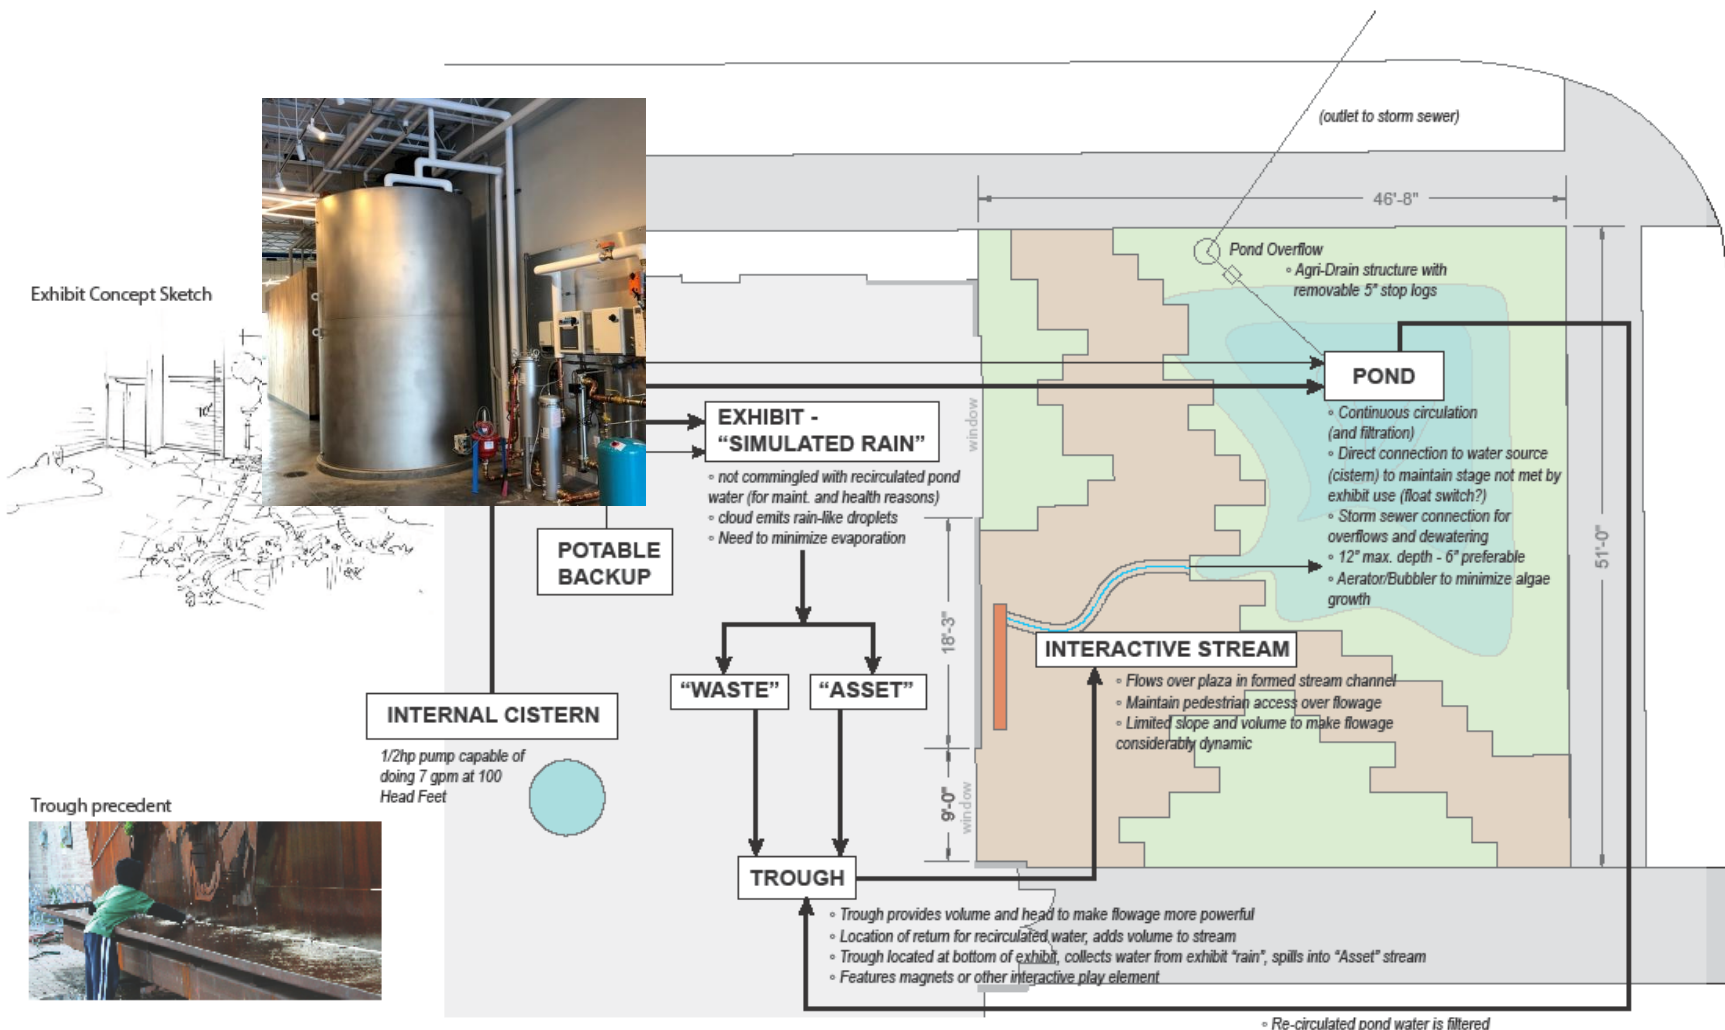 (outlet to storm sewer)
46'-8"
Pond Overflow
◦ Agri-Drain structure with
removable 5" stop logs
Exhibit Concept Sketch
POND
◦ Continuous circulation
(and filtration)
◦ Direct connection to water source
(cistern) to maintain stage not met by
exhibit use (float switch?)
◦ Storm sewer connection for
overflows and dewatering
◦ 12" max. depth - 6" preferable
◦ Aerator/Bubbler to minimize algae
growth
51'-0"
window
EXHIBIT -
“SIMULATED RAIN”
◦ not commingled with recirculated pond
water (for maint. and health reasons)
◦ cloud emits rain-like droplets
◦ Need to minimize evaporation
POTABLE
BACKUP
18'-3"
INTERACTIVE STREAM
◦ Flows over plaza in formed stream channel
◦ Maintain pedestrian access over flowage
◦ Limited slope and volume to make flowage
considerably dynamic
“WASTE”
“ASSET”
INTERNAL CISTERN
1/2hp pump capable of
doing 7 gpm at 100
Head Feet
9'-0"
window
Trough precedent
TROUGH
◦ Trough provides volume and head to make flowage more powerful
◦ Location of return for recirculated water, adds volume to stream
◦ Trough located at bottom of exhibit, collects water from exhibit “rain”, spills into “Asset” stream
◦ Features magnets or other interactive play element
◦ Re-circulated pond water is filtered